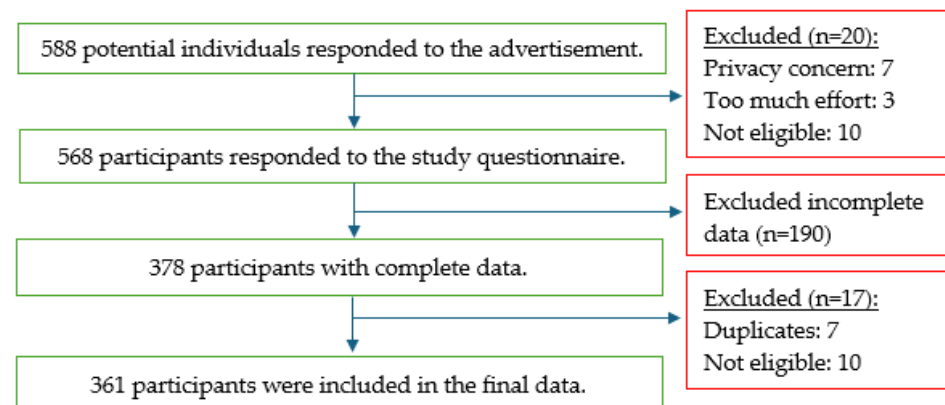 588 potential individuals responded to the advertisement.
Excluded (n=20):
Privacy concern: 7
Too much effort: 3
Not eligible: 10
568 participants responded to the study questionnaire.
Excluded incomplete
data (n=190)
378 participants with complete data.
Excluded (n=17):
Duplicates: 7
Not eligible: 10
361 participants were included in the final data.